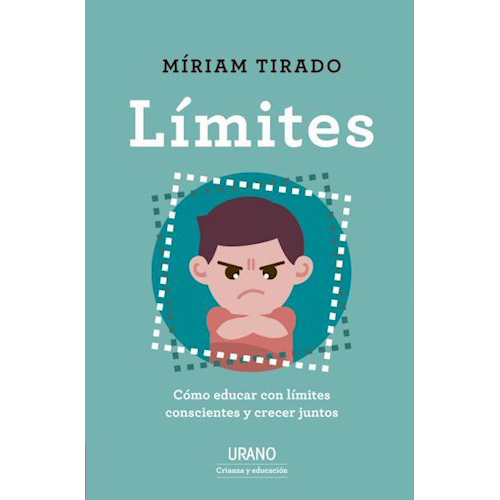 MÍRIAM TIRADO
Límites
Cómo educar con límites
conscientes y crecer juntos
URANO
Crianza y educación